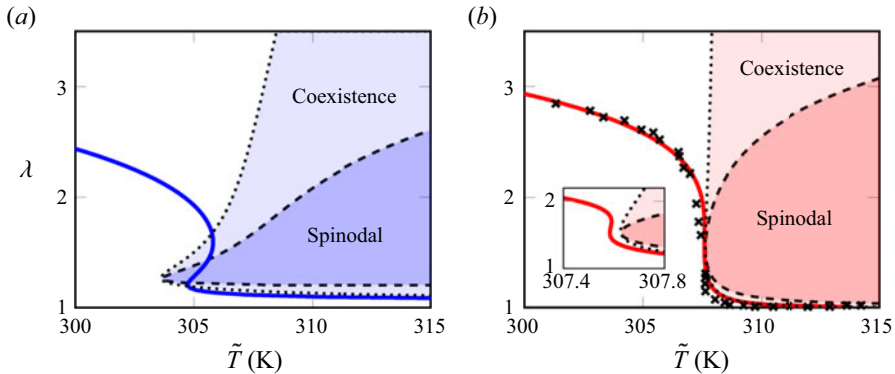 (a)
(b)
3
2
1
λ
Coexistence
Spinodal
300
305
310
315
T̃ (K)
3
2
1
Coexistence
Spinodal
2
1
307.4
307.8
300
305
310
315
T̃ (K)